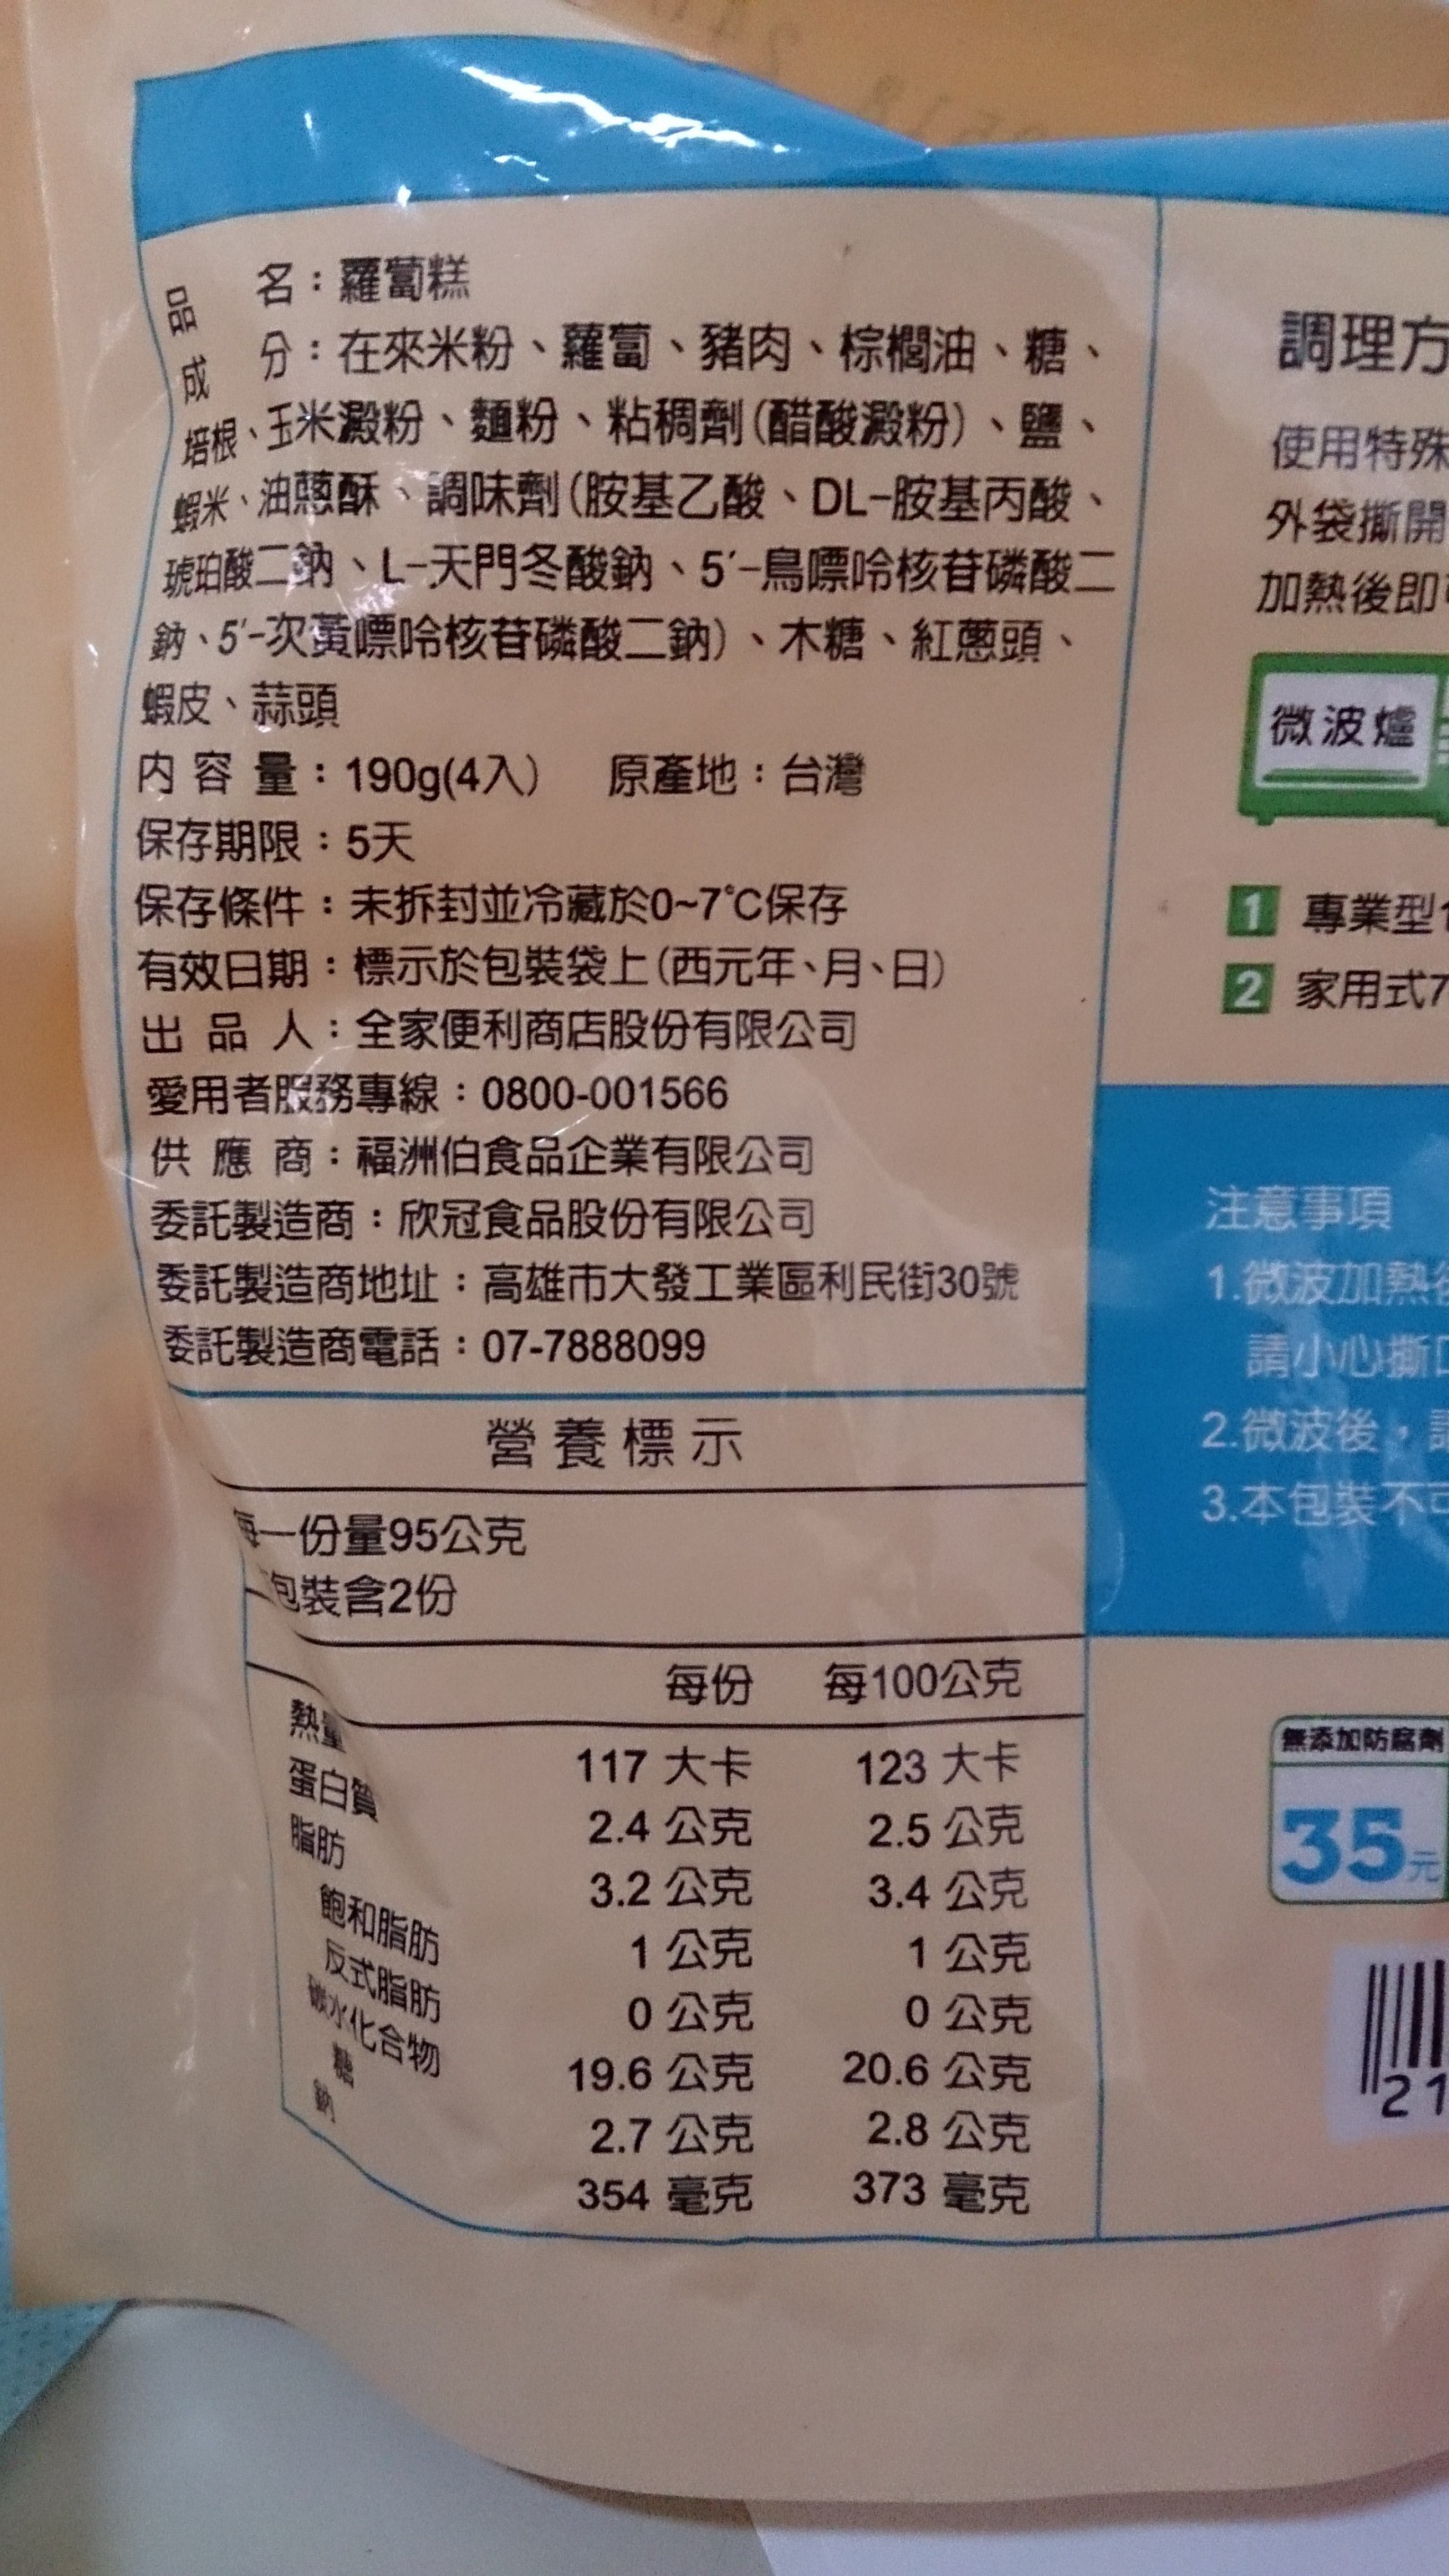 品　　名：蘿蔔糕
成　　分：在來米粉、蘿蔔、豬肉、棕櫚油、糖、
培根、玉米澱粉、麵粉、粘稠劑(醋酸澱粉)、鹽、
蝦米、油蔥酥、調味劑(胺基乙酸、DL-胺基丙酸、
琥珀酸二鈉、L-天門冬酸鈉、5′-鳥嘌呤核苷磷酸二
鈉、5′-次黃嘌呤核苷磷酸二鈉)、木糖、紅蔥頭、
蝦皮、蒜頭
內 容 量：190g(4入)　原產地：台灣
保存期限：5天
保存條件：未拆封並冷藏於0~7℃保存
有效日期：標示於包裝袋上(西元年、月、日)
出 品 人：全家便利商店股份有限公司
愛用者服務專線：0800-001566
供 應 商：福洲伯食品企業有限公司
委託製造商：欣冠食品股份有限公司
委託製造商地址：高雄市大發工業區利民街30號
委託製造商電話：07-7888099
營養標示
每一份量95公克
包裝含2份
每份　每100公克
熱量 117 大卡 123 大卡
蛋白質 2.4 公克 2.5 公克
脂肪 3.2 公克 3.4 公克
飽和脂肪 1 公克 1 公克
反式脂肪 0 公克 0 公克
碳水化合物 19.6 公克 20.6 公克
糖 2.7 公克 2.8 公克
鈉 354 毫克 373 毫克
調理方
使用特殊
外袋撕開
加熱後即
微波爐
1 專業型
2 家用式7
注意事項
1.微波加熱後
請小心撕
2.微波後，
3.本包裝不可
無添加防腐劑
35元
21